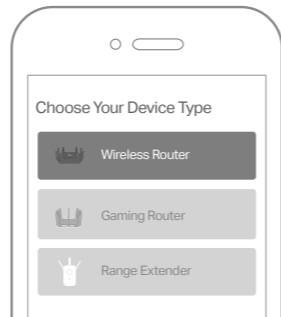 Choose Your Device Type
Wireless Router
Gaming Router
Range Extender